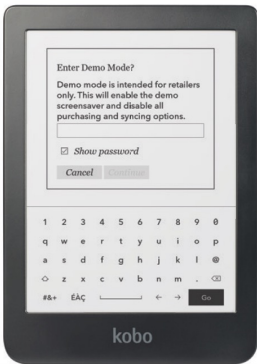 Enter Demo Mode?
Demo mode is intended for retailers
only. This will enable the demo
screensaver and disable all
purchasing and syncing options.
Show password
Cancel Continue
1 2 3 4 5 6 7 8 9 0
q w e r t y u i o p
a s d f g h j k l @
z x c v b n m .
#&+ ÉÀÇ ← → Go
kobo